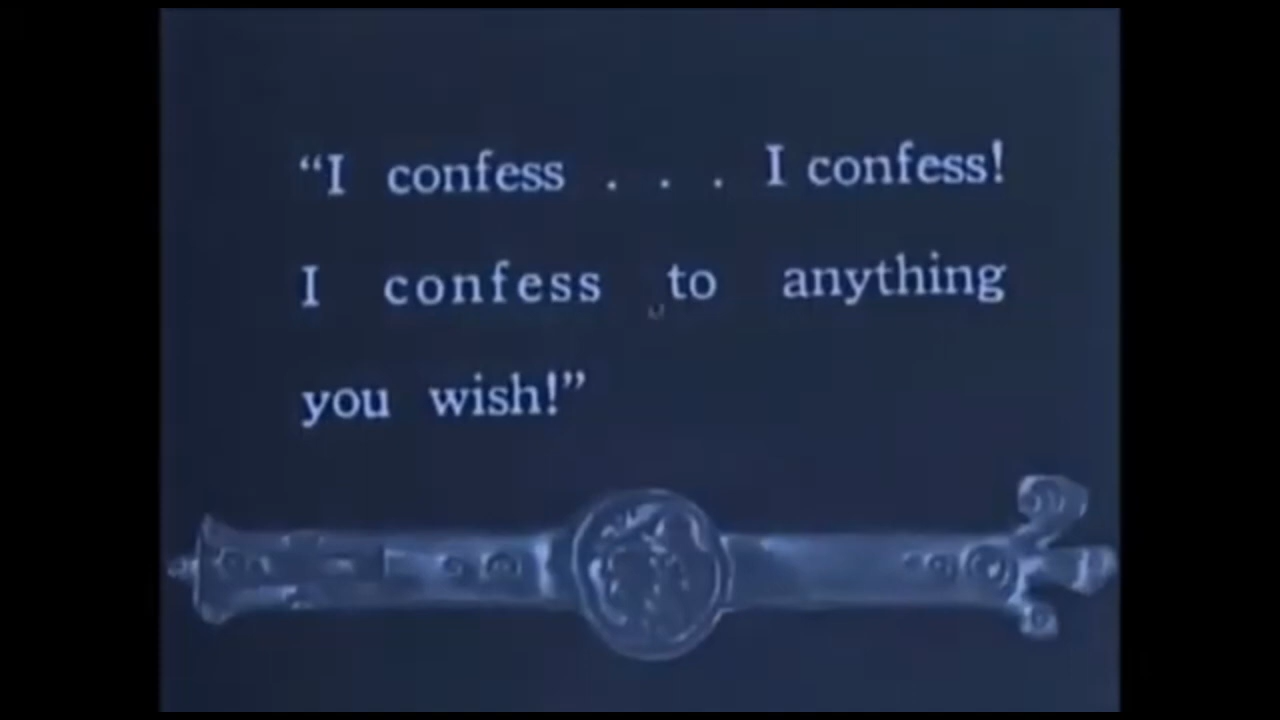 “I confess . . . I confess!
I confess to anything
you wish!”